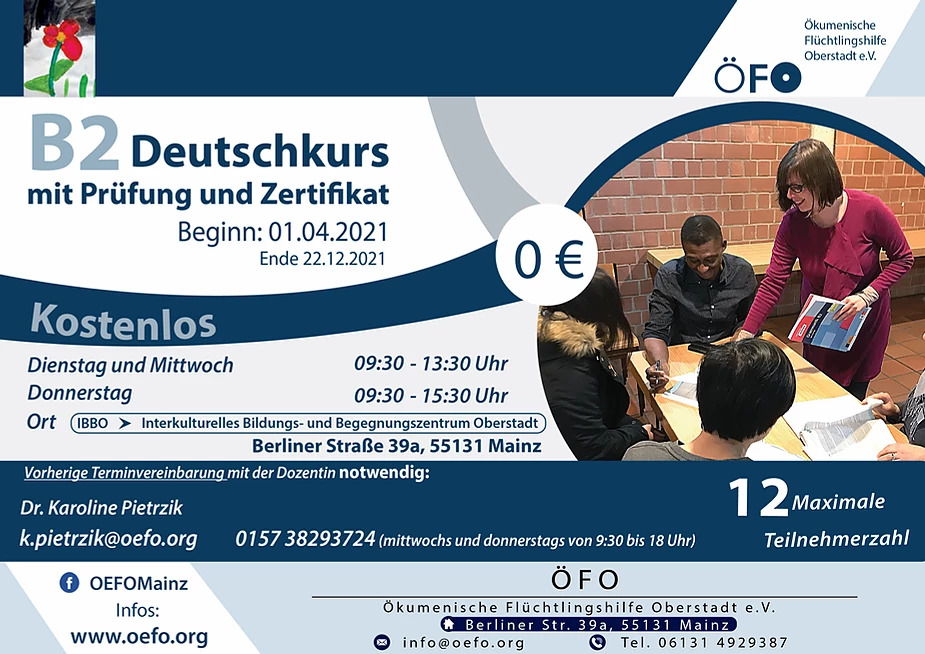 Ökumenische
Flüchtlingshilfe
Oberstadt e.V.
ÖFO
B2 Deutschkurs
mit Prüfung und Zertifikat
Beginn: 01.04.2021
Ende 22.12.2021
0 €
Kostenlos
Dienstag und Mittwoch 09:30 - 13:30 Uhr
Donnerstag 09:30 - 15:30 Uhr
Ort IBBO ➤ Interkulturelles Bildungs- und Begegnungszentrum Oberstadt
Berliner Straße 39a, 55131 Mainz
Vorherige Terminvereinbarung mit der Dozentin notwendig:
Dr. Karoline Pietrzik
k.pietrzik@oefo.org 0157 38293724 (mittwochs und donnerstags von 9:30 bis 18 Uhr)
12 Maximale
Teilnehmerzahl
OEFOMainz
Infos:
www.oefo.org
ÖFO
Ökumenische Flüchtlingshilfe Oberstadt e.V.
Berliner Str. 39a, 55131 Mainz
info@oefo.org Tel. 06131 4929387